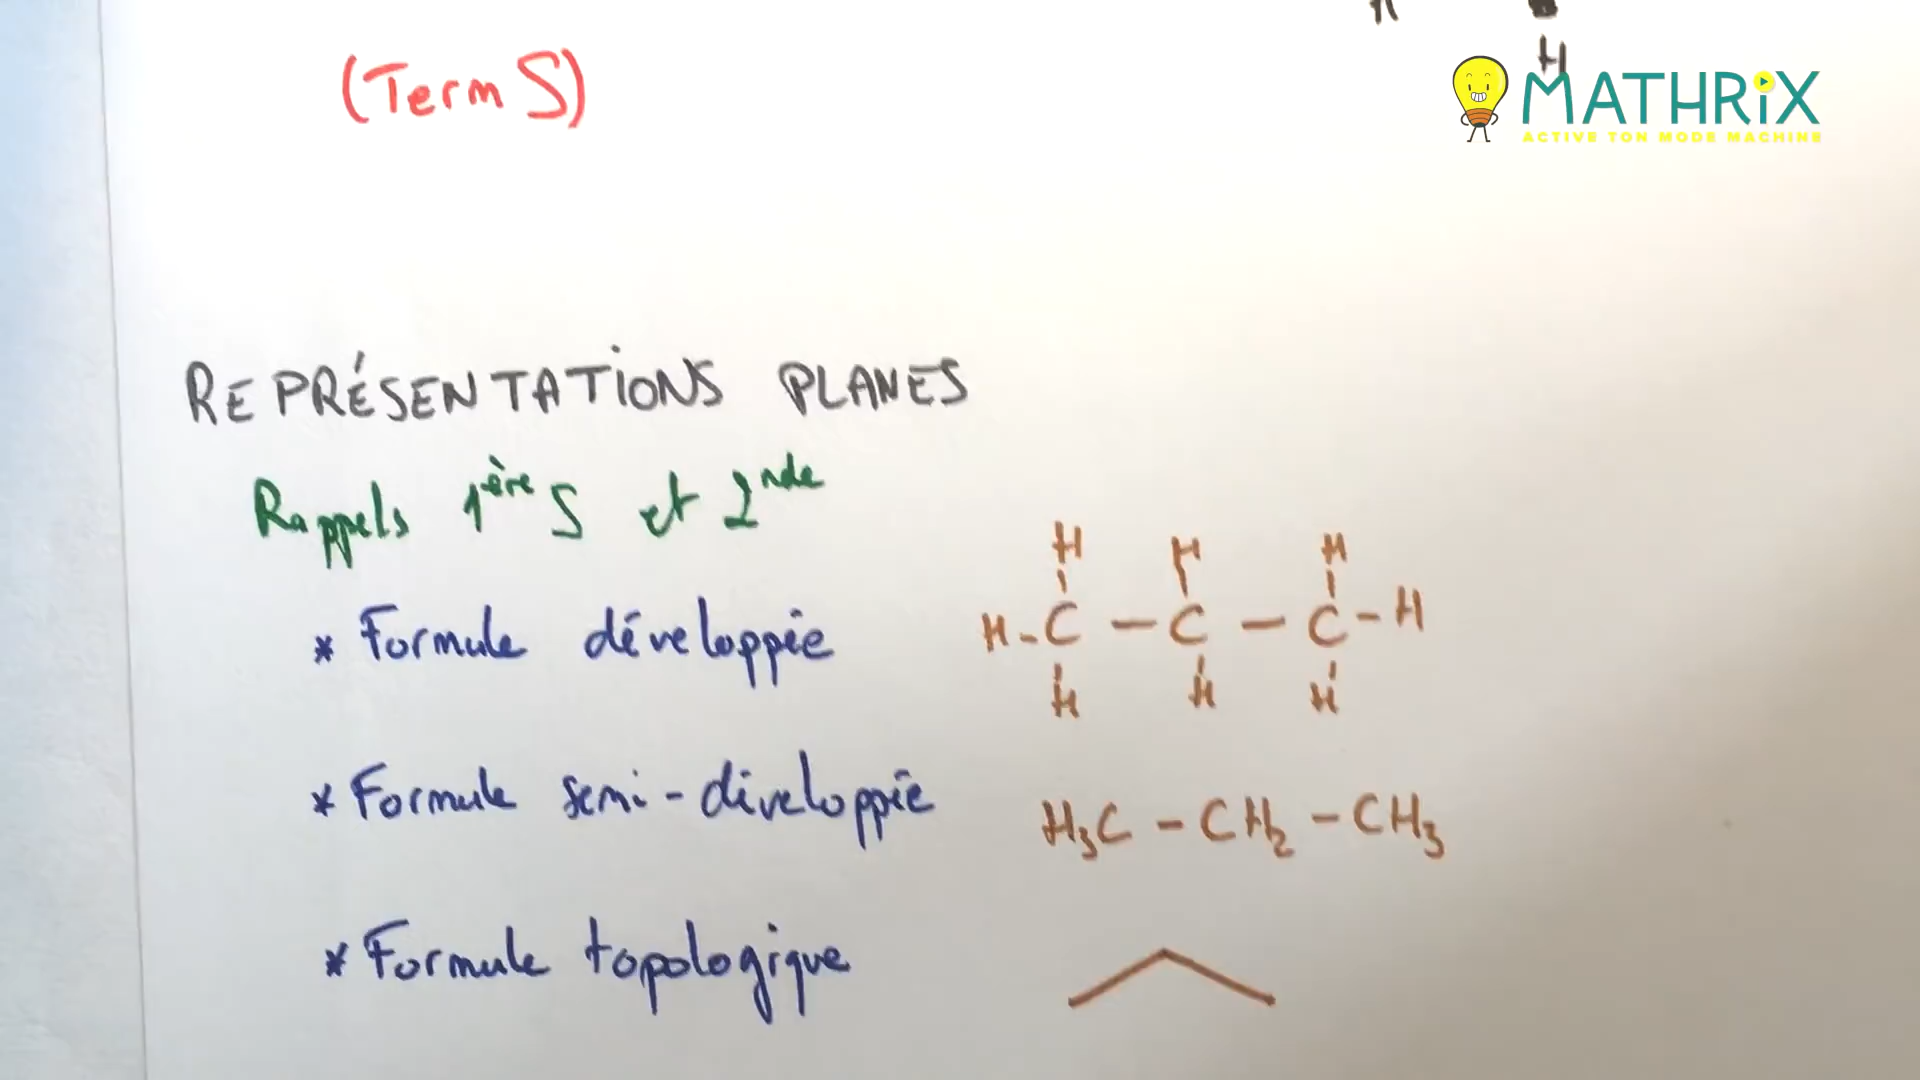 H
(Term S)
MATHRIX
ACTIVE TON MODE MACHINE
REPRÉSENTATIONS PLANES
Rappels 1ère S et 2nde
H H H
* Formule développée H-C-C-C-H
H H H
* Formule semi-développée H3C-CH2-CH3
* Formule topologique